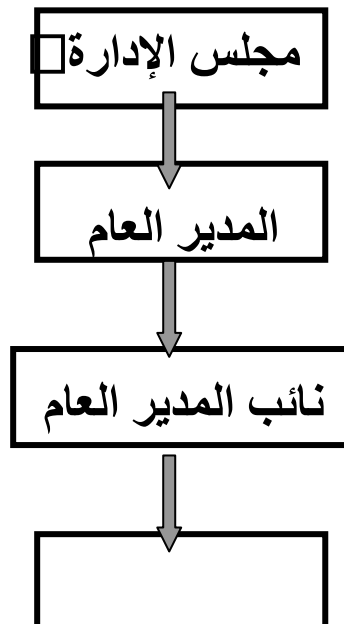 مجلس الإدارة
المدير العام
نائب المدير العام